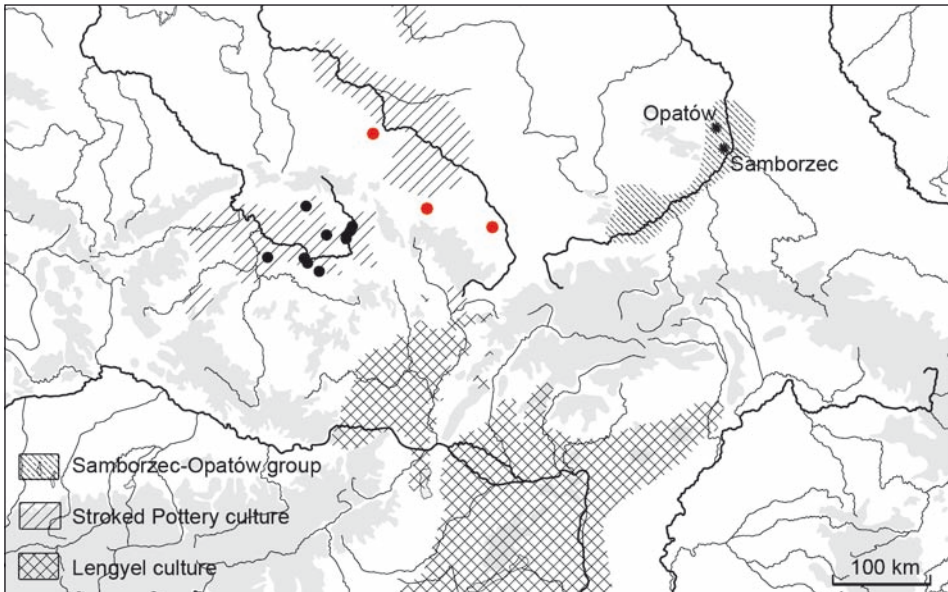 Opatów
Samborzec
Samborzec-Opatów group
Stroked Pottery culture
Lengyel culture
100 km